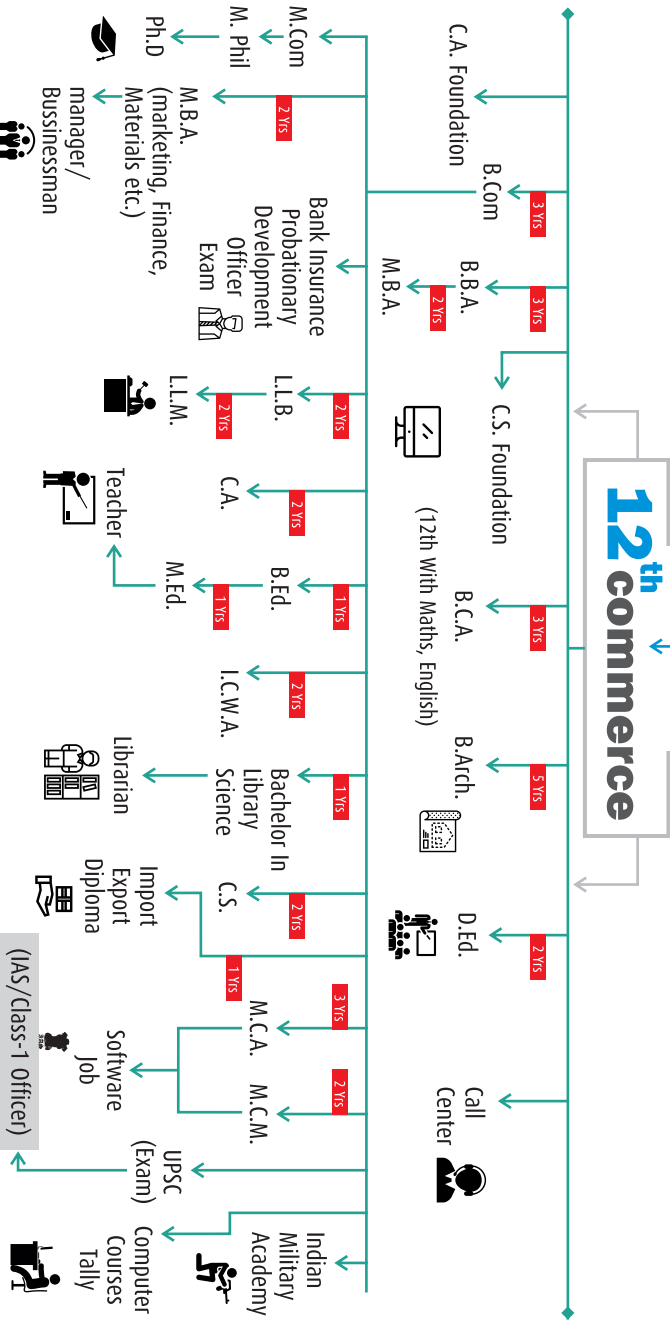 12th commerce
C.A. Foundation
3 Yrs
B.Com
3 Yrs
B.B.A.
2 Yrs
M.B.A.
C.S. Foundation
3 Yrs
B.C.A.
(12th With Maths, English)
5 Yrs
B.Arch.
2 Yrs
D.Ed.
Call
Center
M.Com
M. Phil
Ph.D
2 Yrs
M.B.A.
(marketing, Finance,
Materials etc.)
manager/
Bussinessman
Bank Insurance
Probationary
Development
Officer
Exam
2 Yrs
L.L.B.
2 Yrs
L.L.M.
2 Yrs
C.A.
1 Yrs
B.Ed.
1 Yrs
M.Ed.
Teacher
2 Yrs
I.C.W.A.
1 Yrs
Bachelor In
Library
Science
Librarian
2 Yrs
C.S.
1 Yrs
Import
Export
Diploma
3 Yrs
M.C.A.
2 Yrs
M.C.M.
Software
Job
UPSC
(Exam)
(IAS/Class-1 Officer)
Computer
Courses
Tally
Indian
Military
Academy